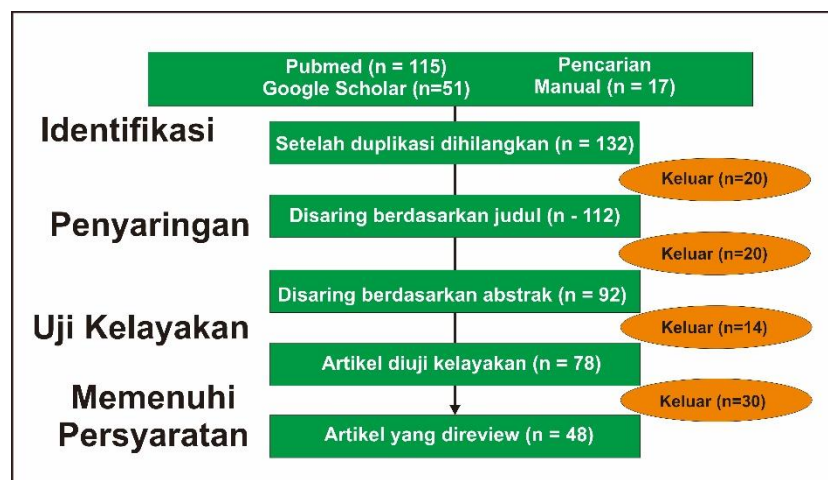 Pubmed (n = 115)
Google Scholar (n=51)
Pencarian
Manual (n = 17)
Identifikasi
Setelah duplikasi dihilangkan (n = 132)
Keluar (n=20)
Penyaringan
Disaring berdasarkan judul (n - 112)
Keluar (n=20)
Disaring berdasarkan abstrak (n = 92)
Uji Kelayakan
Keluar (n=14)
Artikel diuji kelayakan (n = 78)
Memenuhi
Persyaratan
Keluar (n=30)
Artikel yang direview (n = 48)